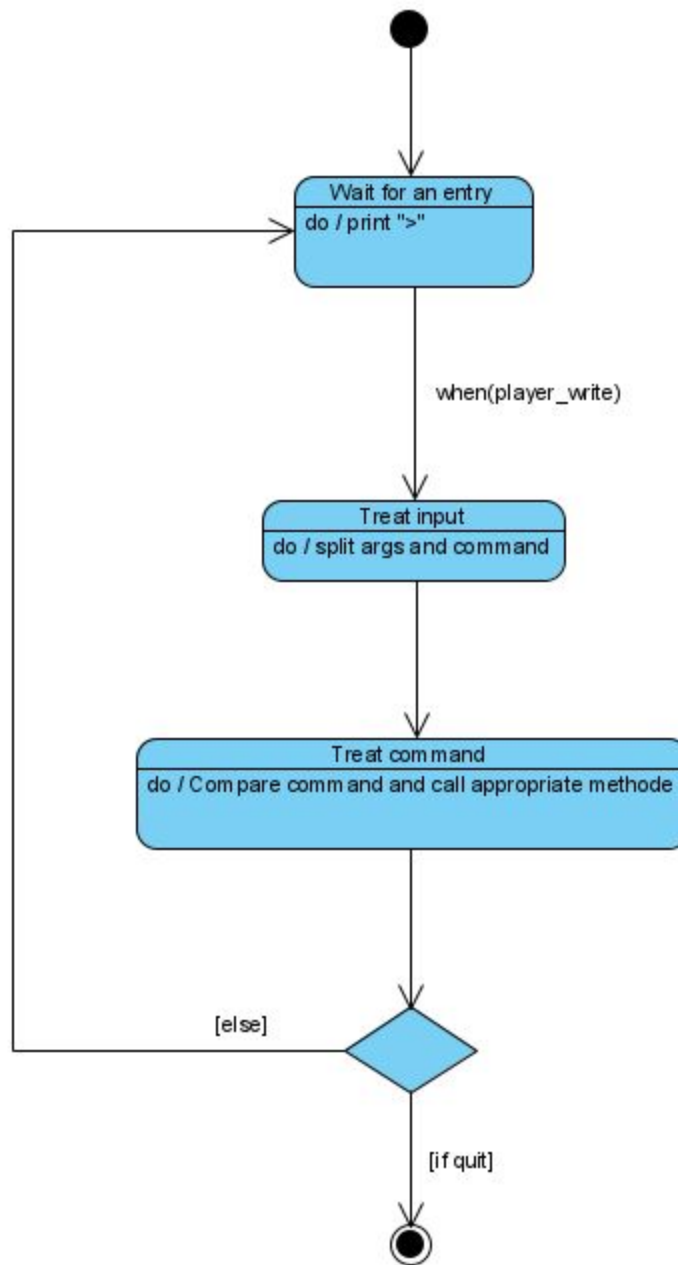 Wait for an entry
do / print ">"
when(player_write)
Treat input
do / split args and command
Treat command
do / Compare command and call appropriate methode
[else]
[if quit]